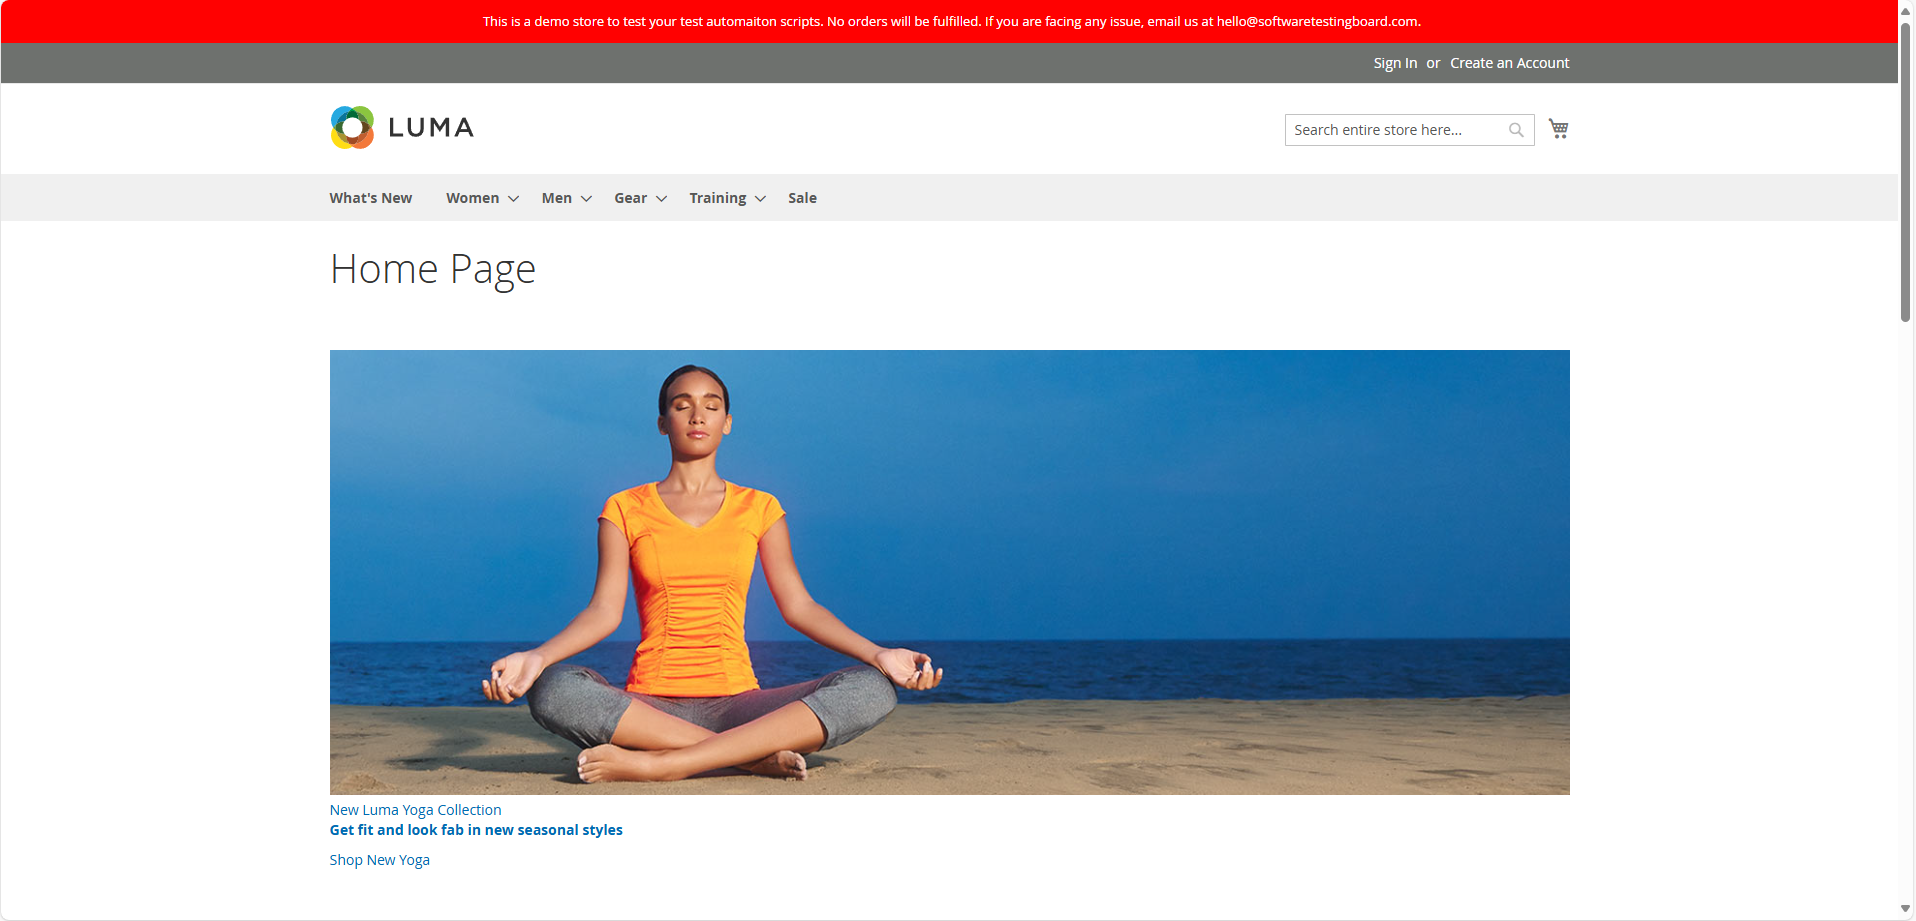 This is a demo store to test your test automaiton scripts. No orders will be fulfilled. If you are facing any issue, email us at hello@softwaretestingboard.com.
Sign In or Create an Account
LUMA
Search entire store here...
What's New Women Men Gear Training Sale
Home Page
New Luma Yoga Collection
Get fit and look fab in new seasonal styles
Shop New Yoga